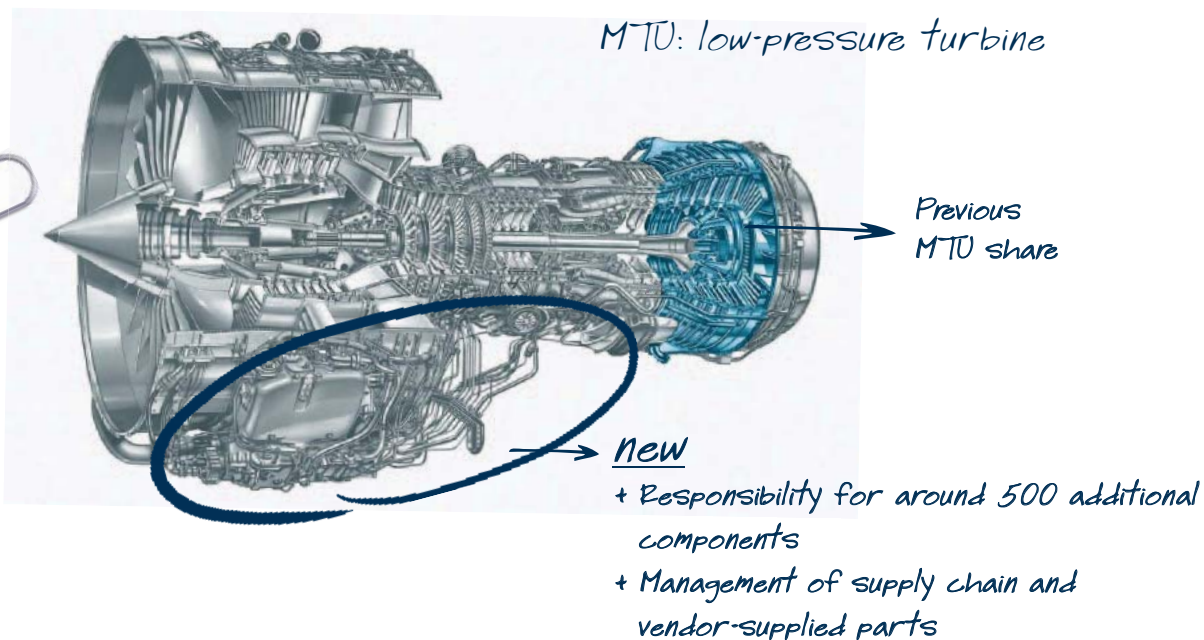 MTU: low-pressure turbine
Previous
MTU share
new
+ Responsibility for around 500 additional
components
+ Management of supply chain and
vendor-supplied parts